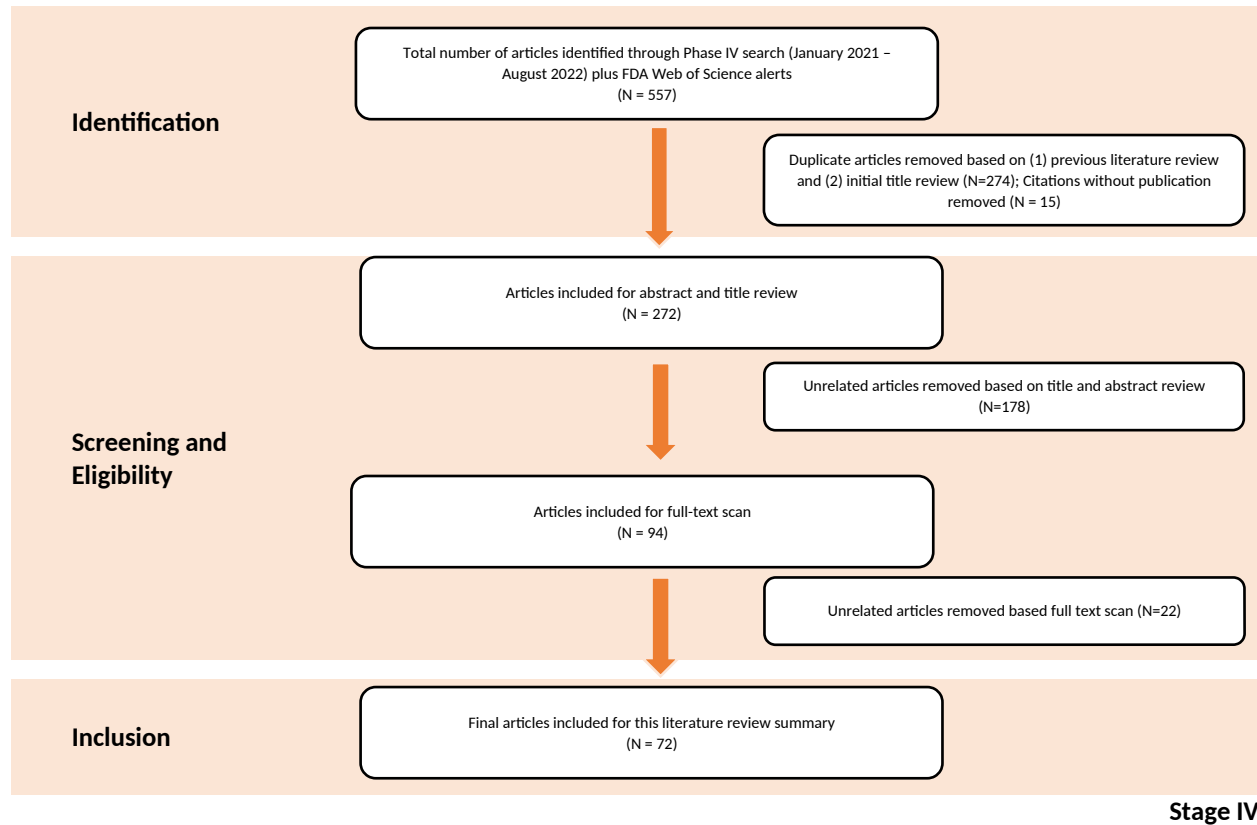 Total number of articles identified through Phase IV search (January 2021 –
August 2022) plus FDA Web of Science alerts
(N = 557)
Identification
Duplicate articles removed based on (1) previous literature review
and (2) initial title review (N=274); Citations without publication
removed (N = 15)
Articles included for abstract and title review
(N = 272)
Unrelated articles removed based on title and abstract review
(N=178)
Screening and
Eligibility
Articles included for full-text scan
(N = 94)
Unrelated articles removed based full text scan (N=22)
Inclusion
Final articles included for this literature review summary
(N = 72)
Stage IV